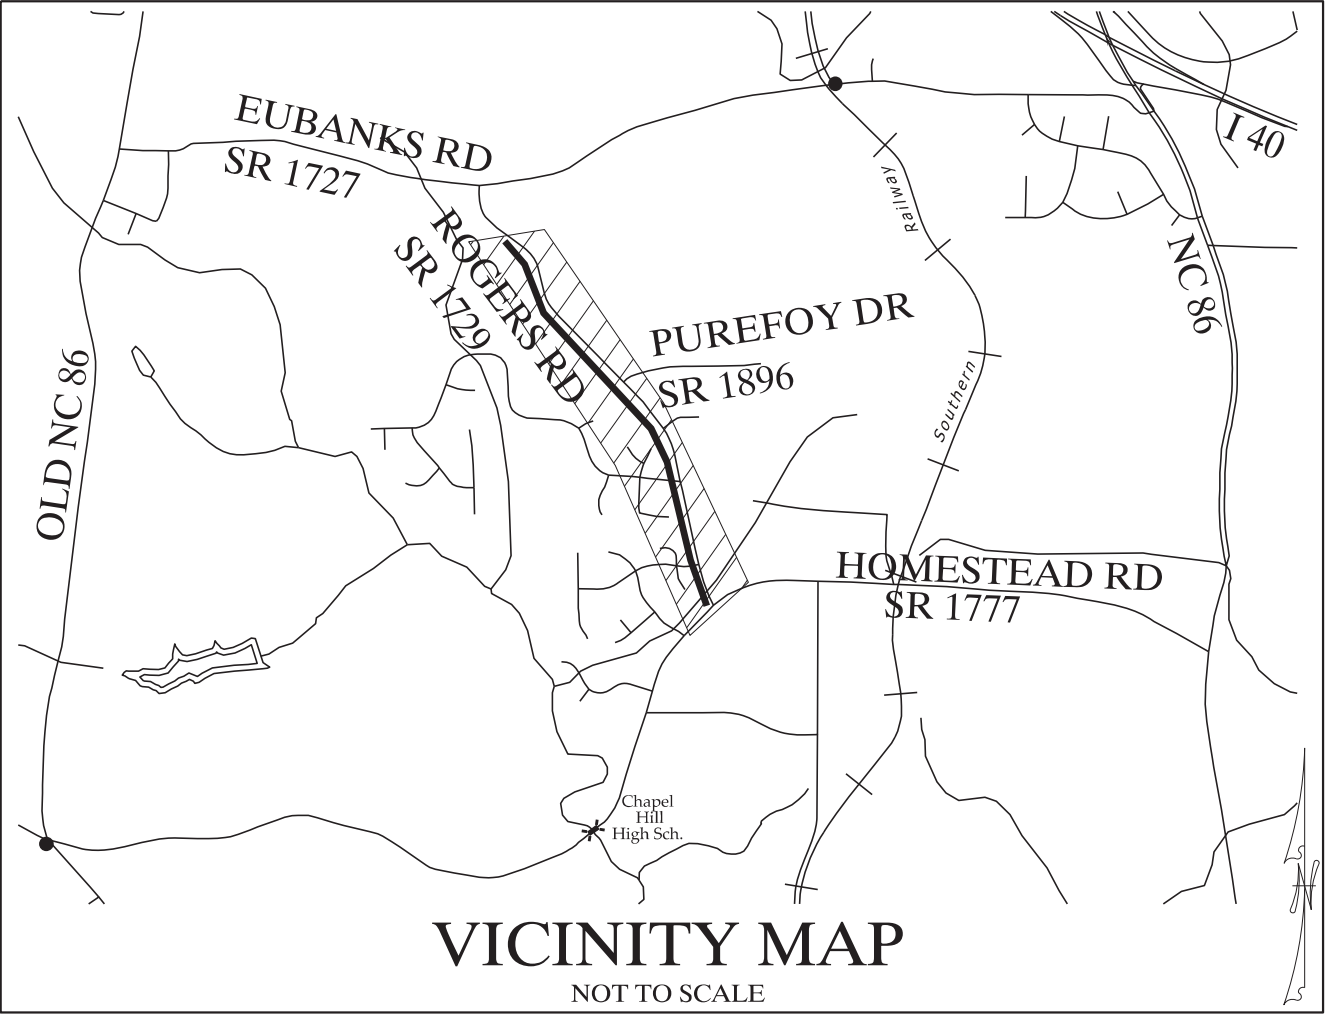 EUBANKS RD
SR 1727
I 40
Railway
ROGERS RD
SR 1729
NC 86
PUREFOY DR
SR 1896
OLD NC 86
Southern
HOMESTEAD RD
SR 1777
Chapel
Hill
High Sch.
N
VICINITY MAP
NOT TO SCALE